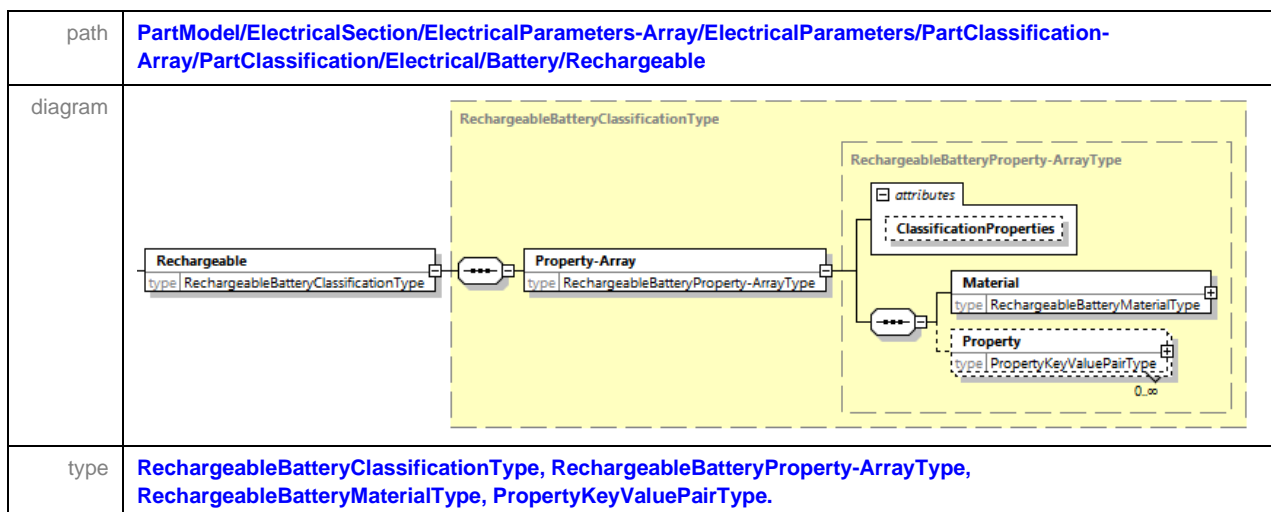 path
PartModel/ElectricalSection/ElectricalParameters-Array/ElectricalParameters/PartClassification-
Array/PartClassification/Electrical/Battery/Rechargeable
diagram
RechargeableBatteryClassificationType
RechargeableBatteryProperty-ArrayType
attributes
ClassificationProperties
Rechargeable
type RechargeableBatteryClassificationType
Property-Array
type RechargeableBatteryProperty-ArrayType
Material
type RechargeableBatteryMaterialType
Property
type PropertyKeyValuePairType
0..∞
type
RechargeableBatteryClassificationType, RechargeableBatteryProperty-ArrayType,
RechargeableBatteryMaterialType, PropertyKeyValuePairType.